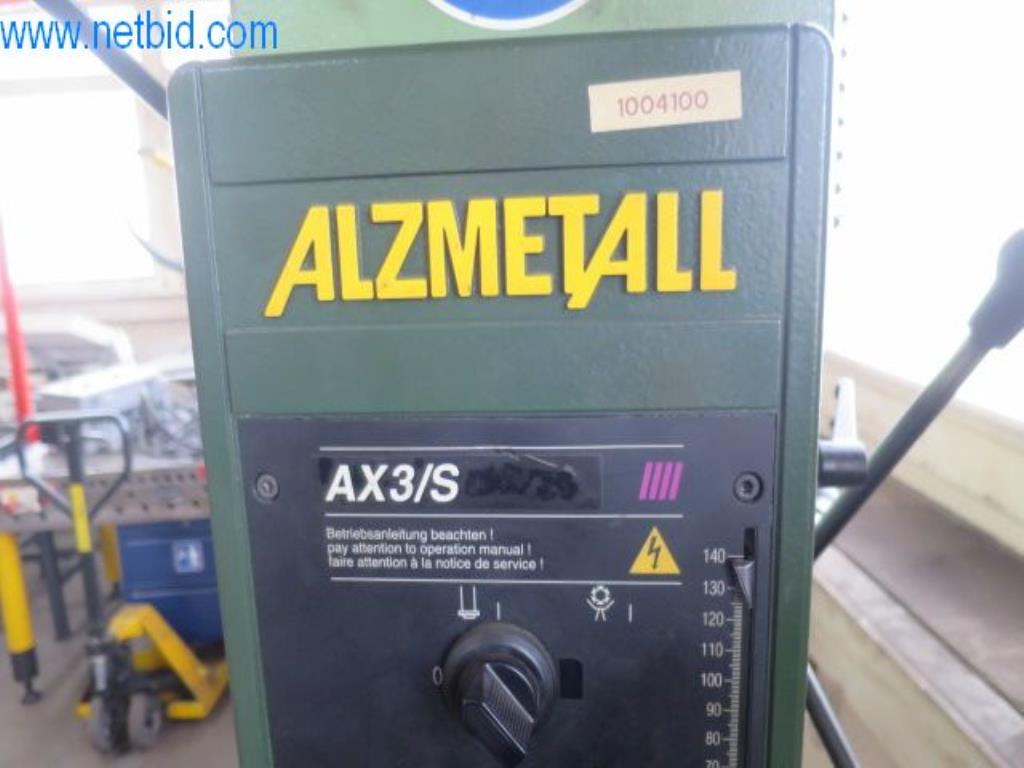 www.netbid.com
1004100
ALZMETALL
AX3/S
Betriebsanleitung beachten !
pay attention to operation manual !
faire attention à la notice de service !
0
140
130
120
110
100
90
80
70